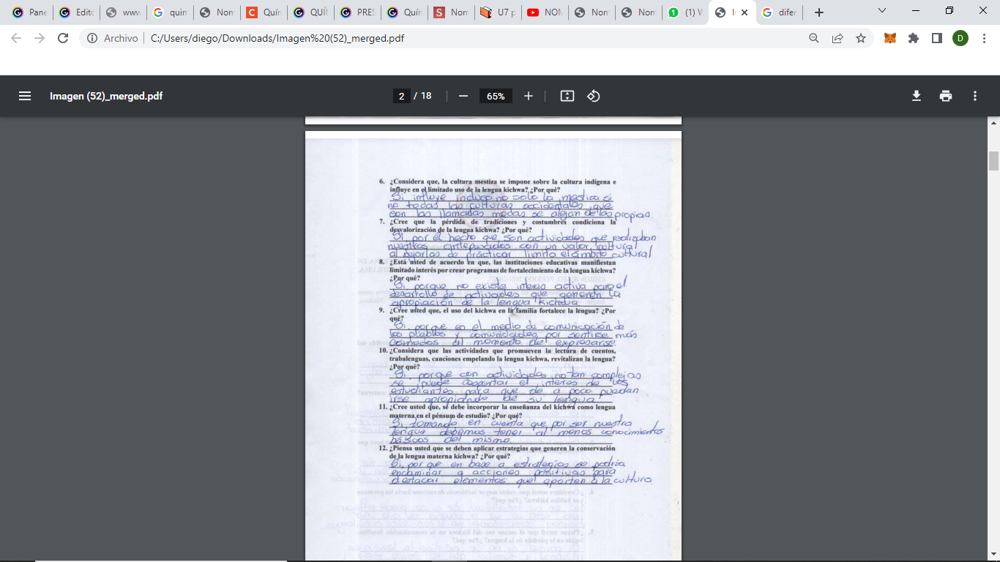 Pane
Edito
www
quim
Nom
Quín
QUÍN
PRES
Quín
Nom
U7 p
NOM
Nom
Nom
(1) W
difer
Archivo C:/Users/diego/Downloads/Imagen%20(52)_merged.pdf
D
Imagen (52)_merged.pdf
2 / 18
65%
6. ¿Considera que, la cultura mestiza se impone sobre la cultura indígena e
influye en el limitado uso de la lengua kichwa? ¿Por qué?
Si influye incluso no solo la mestiza si
no todas las culturas occidentales que
con las llamadas modas se alejan de las propias.
7. ¿Cree que la pérdida de tradiciones y costumbres condiciona la
desvalorización de la lengua kichwa? ¿Por qué?
Si, por el hecho que, son actividades que realizaban
nuestros antepasados con un valor cultural
al dejarlas de prácticar limita el ámbito cultural
8. ¿Está usted de acuerdo en que, las instituciones educativas manifiestan
limitado interés por crear programas de fortalecimiento de la lengua kichwa?
¿Por qué?
Si, porque no existe interes activa para el
desarrollo de actividades que generen la
apropiación de la lengua kichwa.
9. ¿Cree usted que, el uso del kichwa en la familia fortalece la lengua? ¿Por
qué?
Si, porque en el medio de comunicación de
los pueblos y comunidades por sentirse más
cómodos al momento de expresarse.
10. ¿Considera que las actividades que promueven la lectura de cuentos,
trabalenguas, canciones empelando la lengua kichwa, revitalizan la lengua?
¿Por qué?
Si, porque con actividades no tan complejas
se puede despertar el interes de los
estudiantes para que de a poco puedan
irse apropiando de su lengua.
11. ¿Cree usted que, se debe incorporar la enseñanza del kichwa como lengua
materna en el pénsum de estudio? ¿Por qué?
Si, tomando en cuenta que por ser nuestra
lengua debemos tener al menos conocimientos
básicos del mismo.
12. ¿Piensa usted que se deben aplicar estrategias que generen la conservación
de la lengua materna kichwa? ¿Por qué?
Si, por que en base a estrategias se podria
encaminar a acciones positivas para
destacar elementos que aporten a la cultura